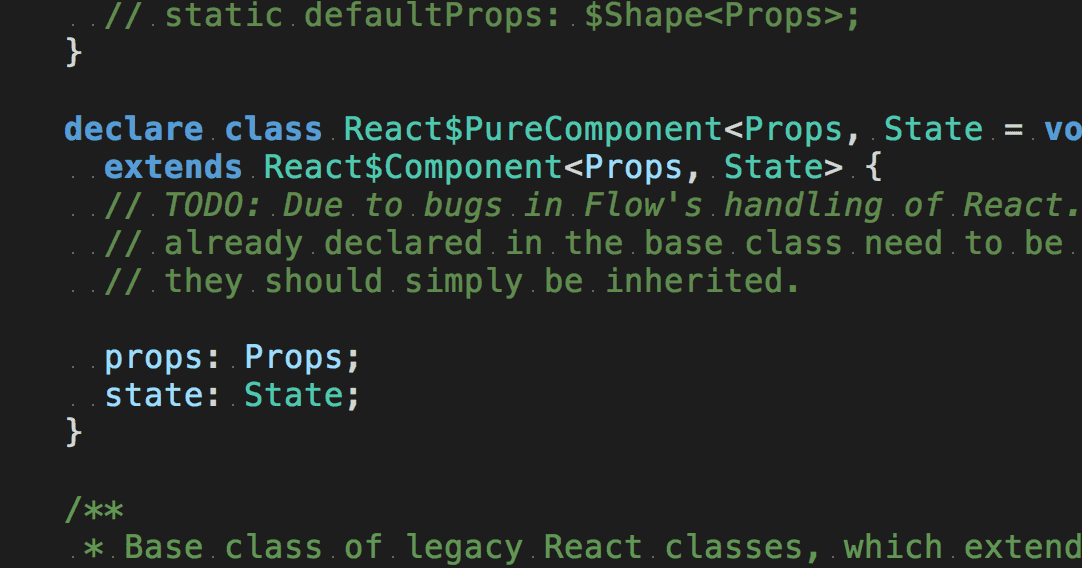 // static defaultProps: $Shape<Props>;
}
declare class React$PureComponent<Props, State = vo
extends React$Component<Props, State> {
// TODO: Due to bugs in Flow's handling of React.
// already declared in the base class need to be
// they should simply be inherited.
props: Props;
state: State;
}
/**
* Base class of legacy React classes, which extend